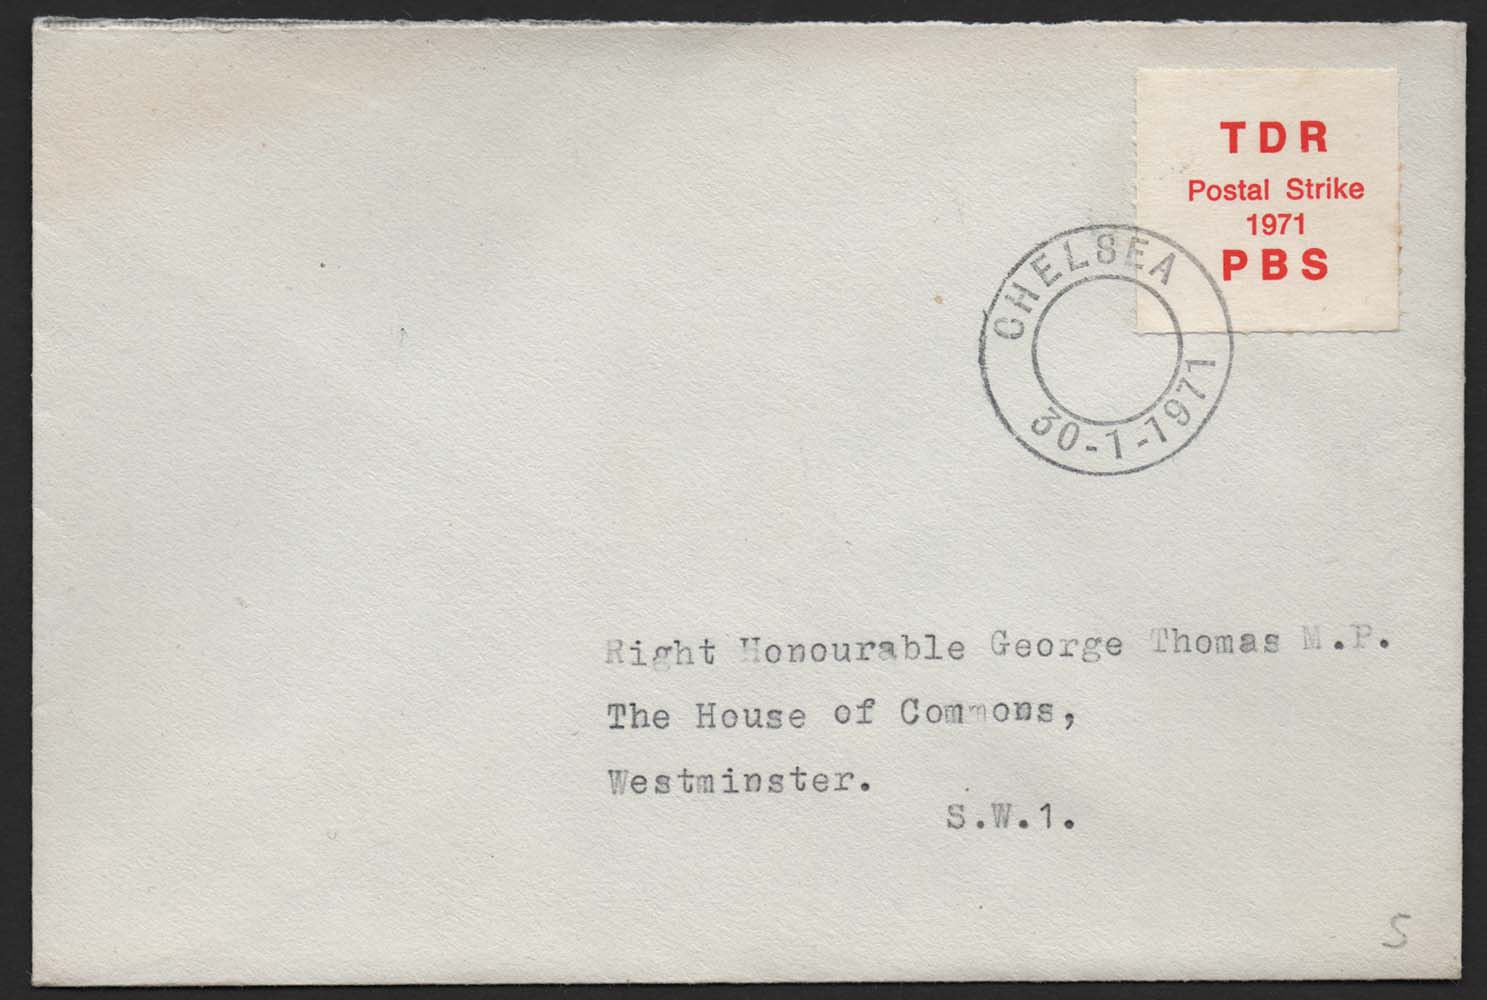 TDR
Postal Strike
1971
PBS
CHELSEA
30-1-1971
Right Honourable George Thomas M.P.
The House of Commons,
Westminster.
S.W.1.
5